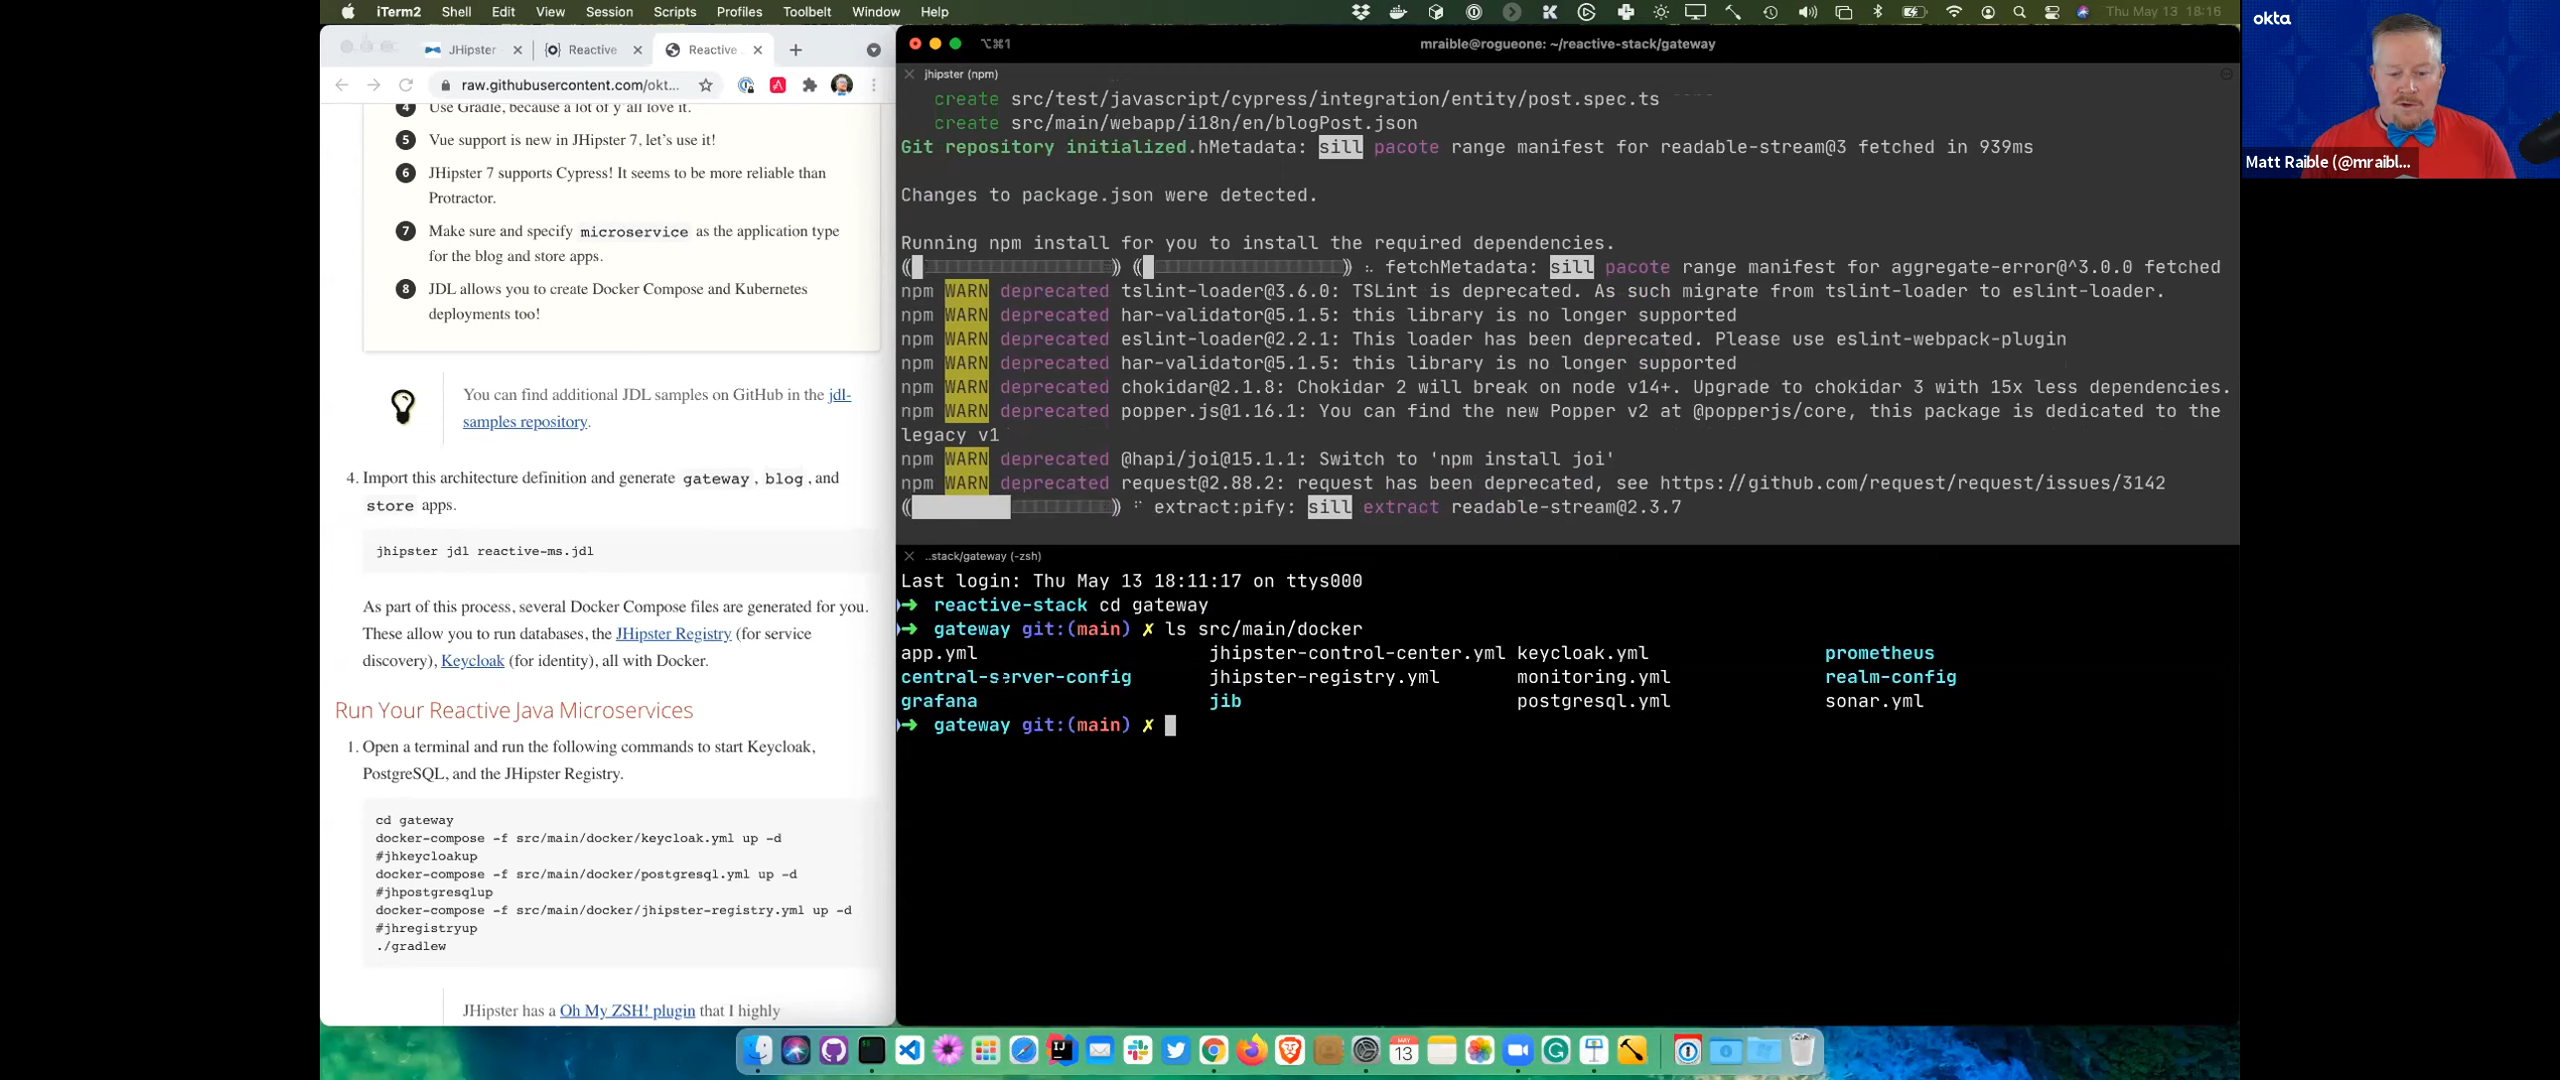 iTerm2 Shell Edit View Session Scripts Profiles Toolbelt Window Help
Thu May 13 18:16
JHipster
Reactive
Reactive
raw.githubusercontent.com/okt...
4 Use Gradle, because a lot of y'all love it.
5 Vue support is new in JHipster 7, let's use it!
6 JHipster 7 supports Cypress! It seems to be more reliable than
Protractor.
7 Make sure and specify microservice as the application type
for the blog and store apps.
8 JDL allows you to create Docker Compose and Kubernetes
deployments too!
You can find additional JDL samples on GitHub in the jdl-
samples repository.
4. Import this architecture definition and generate gateway, blog, and
store apps.
jhipster jdl reactive-ms.jdl
As part of this process, several Docker Compose files are generated for you.
These allow you to run databases, the JHipster Registry (for service
discovery), Keycloak (for identity), all with Docker.
Run Your Reactive Java Microservices
1. Open a terminal and run the following commands to start Keycloak,
PostgreSQL, and the JHipster Registry.
cd gateway
docker-compose -f src/main/docker/keycloak.yml up -d
#jhkeycloakup
docker-compose -f src/main/docker/postgresql.yml up -d
#jhpostgresqlup
docker-compose -f src/main/docker/jhipster-registry.yml up -d
#jhregistryup
./gradlew
JHipster has a Oh My ZSH! plugin that I highly
⌥⌘1
mraible@rogueone: ~/reactive-stack/gateway
jhipster (npm)
create src/test/javascript/cypress/integration/entity/post.spec.ts
create src/main/webapp/i18n/en/blogPost.json
Git repository initialized.hMetadata: sill pacote range manifest for readable-stream@3 fetched in 939ms
Changes to package.json were detected.
Running npm install for you to install the required dependencies.
fetchMetadata: sill pacote range manifest for aggregate-error@^3.0.0 fetched
npm WARN deprecated tslint-loader@3.6.0: TSLint is deprecated. As such migrate from tslint-loader to eslint-loader.
npm WARN deprecated har-validator@5.1.5: this library is no longer supported
npm WARN deprecated eslint-loader@2.2.1: This loader has been deprecated. Please use eslint-webpack-plugin
npm WARN deprecated har-validator@5.1.5: this library is no longer supported
npm WARN deprecated chokidar@2.1.8: Chokidar 2 will break on node v14+. Upgrade to chokidar 3 with 15x less dependencies.
npm WARN deprecated popper.js@1.16.1: You can find the new Popper v2 at @popperjs/core, this package is dedicated to the
legacy v1
npm WARN deprecated @hapi/joi@15.1.1: Switch to 'npm install joi'
npm WARN deprecated request@2.88.2: request has been deprecated, see https://github.com/request/request/issues/3142
extract:pify: sill extract readable-stream@2.3.7
..stack/gateway (-zsh)
Last login: Thu May 13 18:11:17 on ttys000
➜ reactive-stack cd gateway
➜ gateway git:(main) ✗ ls src/main/docker
app.yml jhipster-control-center.yml keycloak.yml prometheus
central-server-config jhipster-registry.yml monitoring.yml realm-config
grafana jib postgresql.yml sonar.yml
➜ gateway git:(main) ✗
okta
Matt Raible (@mraibl...
MAY
13